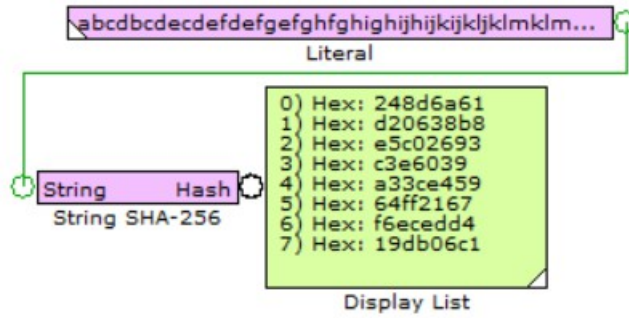 abcdbcdecdefdefgefghfghighijhijkijkljklmklm...
Literal
0) Hex: 248d6a61
1) Hex: d20638b8
2) Hex: e5c02693
3) Hex: c3e6039
4) Hex: a33ce459
5) Hex: 64ff2167
6) Hex: f6ecedd4
7) Hex: 19db06c1
String Hash
String SHA-256
Display List